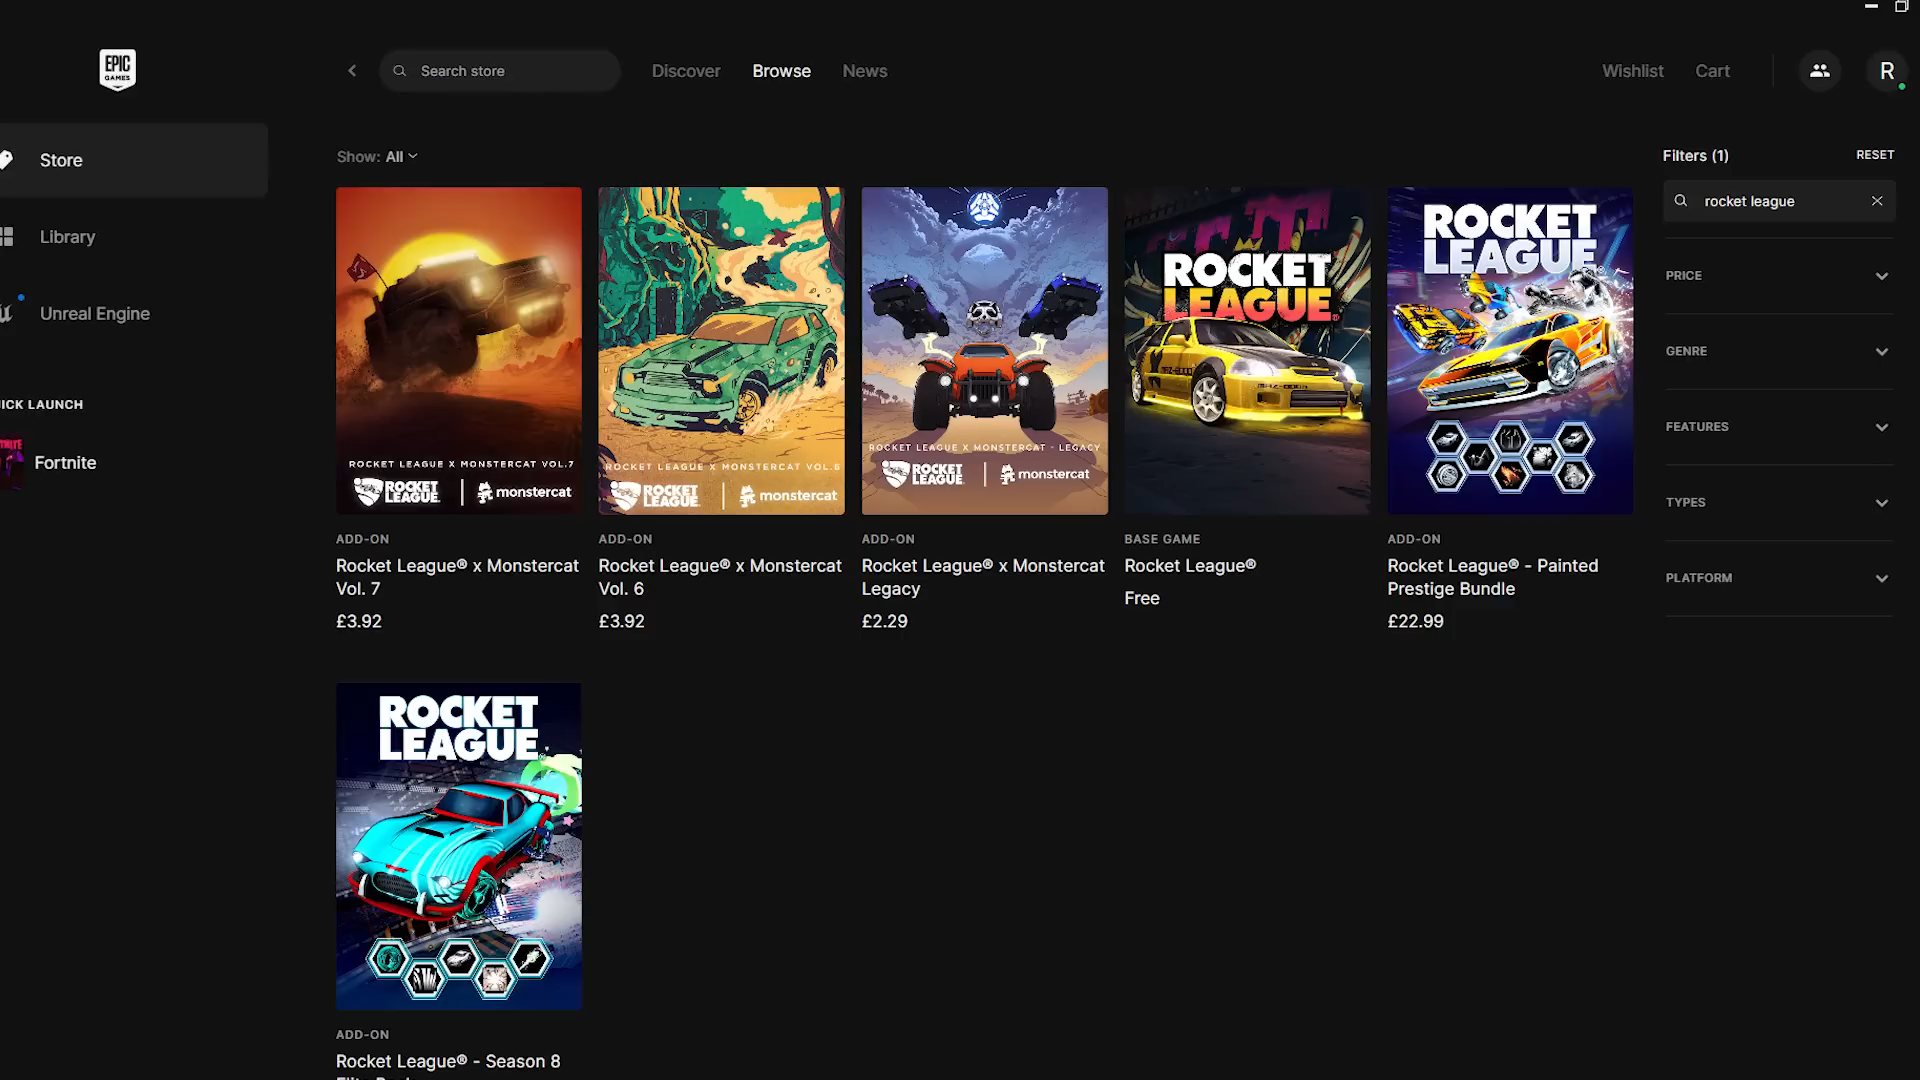 EPIC
GAMES
Search store
Discover
Browse
News
Wishlist
Cart
R
Store
Library
Unreal Engine
ICK LAUNCH
Fortnite
Show: All
Filters (1)
RESET
rocket league
PRICE
GENRE
FEATURES
TYPES
PLATFORM
ROCKET LEAGUE X MONSTERCAT VOL.7
ROCKET
LEAGUE
monstercat
ADD-ON
Rocket League® x Monstercat
Vol. 7
£3.92
ROCKET LEAGUE X MONSTERCAT VOL.6
ROCKET
LEAGUE
monstercat
ADD-ON
Rocket League® x Monstercat
Vol. 6
£3.92
ROCKET LEAGUE X MONSTERCAT - LEGACY
ROCKET
LEAGUE
monstercat
ADD-ON
Rocket League® x Monstercat
Legacy
£2.29
ROCKET
LEAGUE
BASE GAME
Rocket League®
Free
ROCKET
LEAGUE
ADD-ON
Rocket League® - Painted
Prestige Bundle
£22.99
ROCKET
LEAGUE
ADD-ON
Rocket League® - Season 8